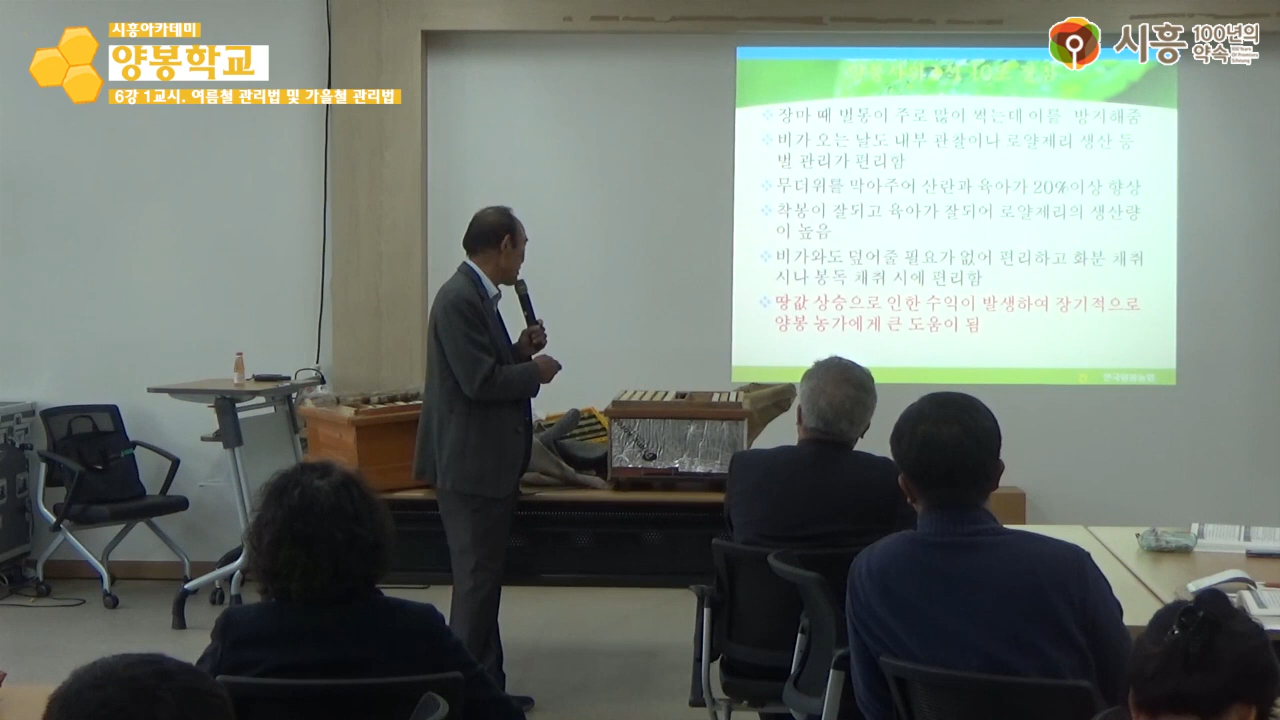 시흥아카데미
양봉학교
6강 1교시. 여름철 관리법 및 가을철 관리법
시흥 100년의
약속
장마 때 벌통이 주로 많이 썩는데 이를 방지해줌
비가 오는 날도 내부 관찰이나 로얄제리 생산 등
벌 관리가 편리함
무더위를 막아주어 산란과 육아가 20%이상 향상
착봉이 잘되고 육아가 잘되어 로얄제리의 생산량
이 높음
비가와도 덮어줄 필요가 없어 편리하고 화분 채취
시나 봉독 채취 시에 편리함
땅값 상승으로 인한 수익이 발생하여 장기적으로
양봉 농가에게 큰 도움이 됨